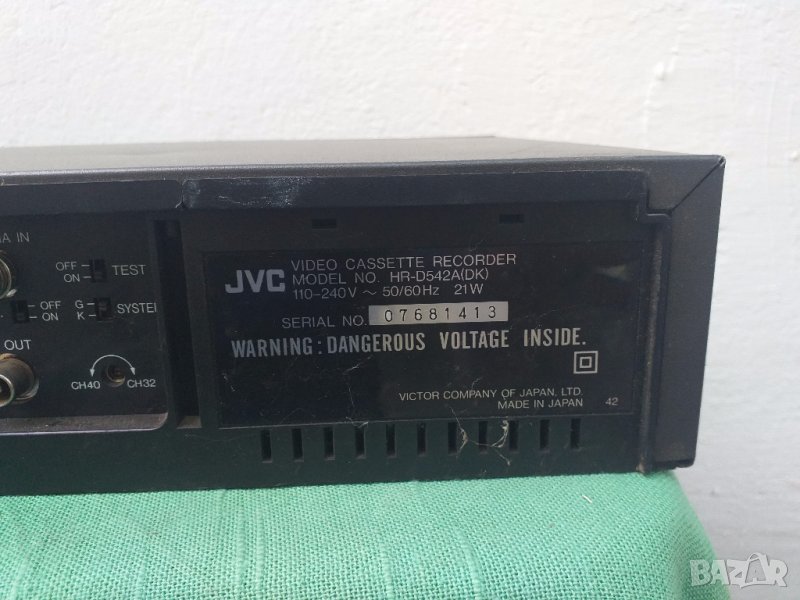 NA IN
OFF
ON
TEST
OFF
ON
G
K
SYSTE
OUT
CH40
CH32
JVC
VIDEO CASSETTE RECORDER
MODEL NO. HR-D542A(DK)
110-240V ~ 50/60Hz 21W
SERIAL NO. 07681413
WARNING: DANGEROUS VOLTAGE INSIDE.
VICTOR COMPANY OF JAPAN, LTD.
MADE IN JAPAN
42
BAZAR